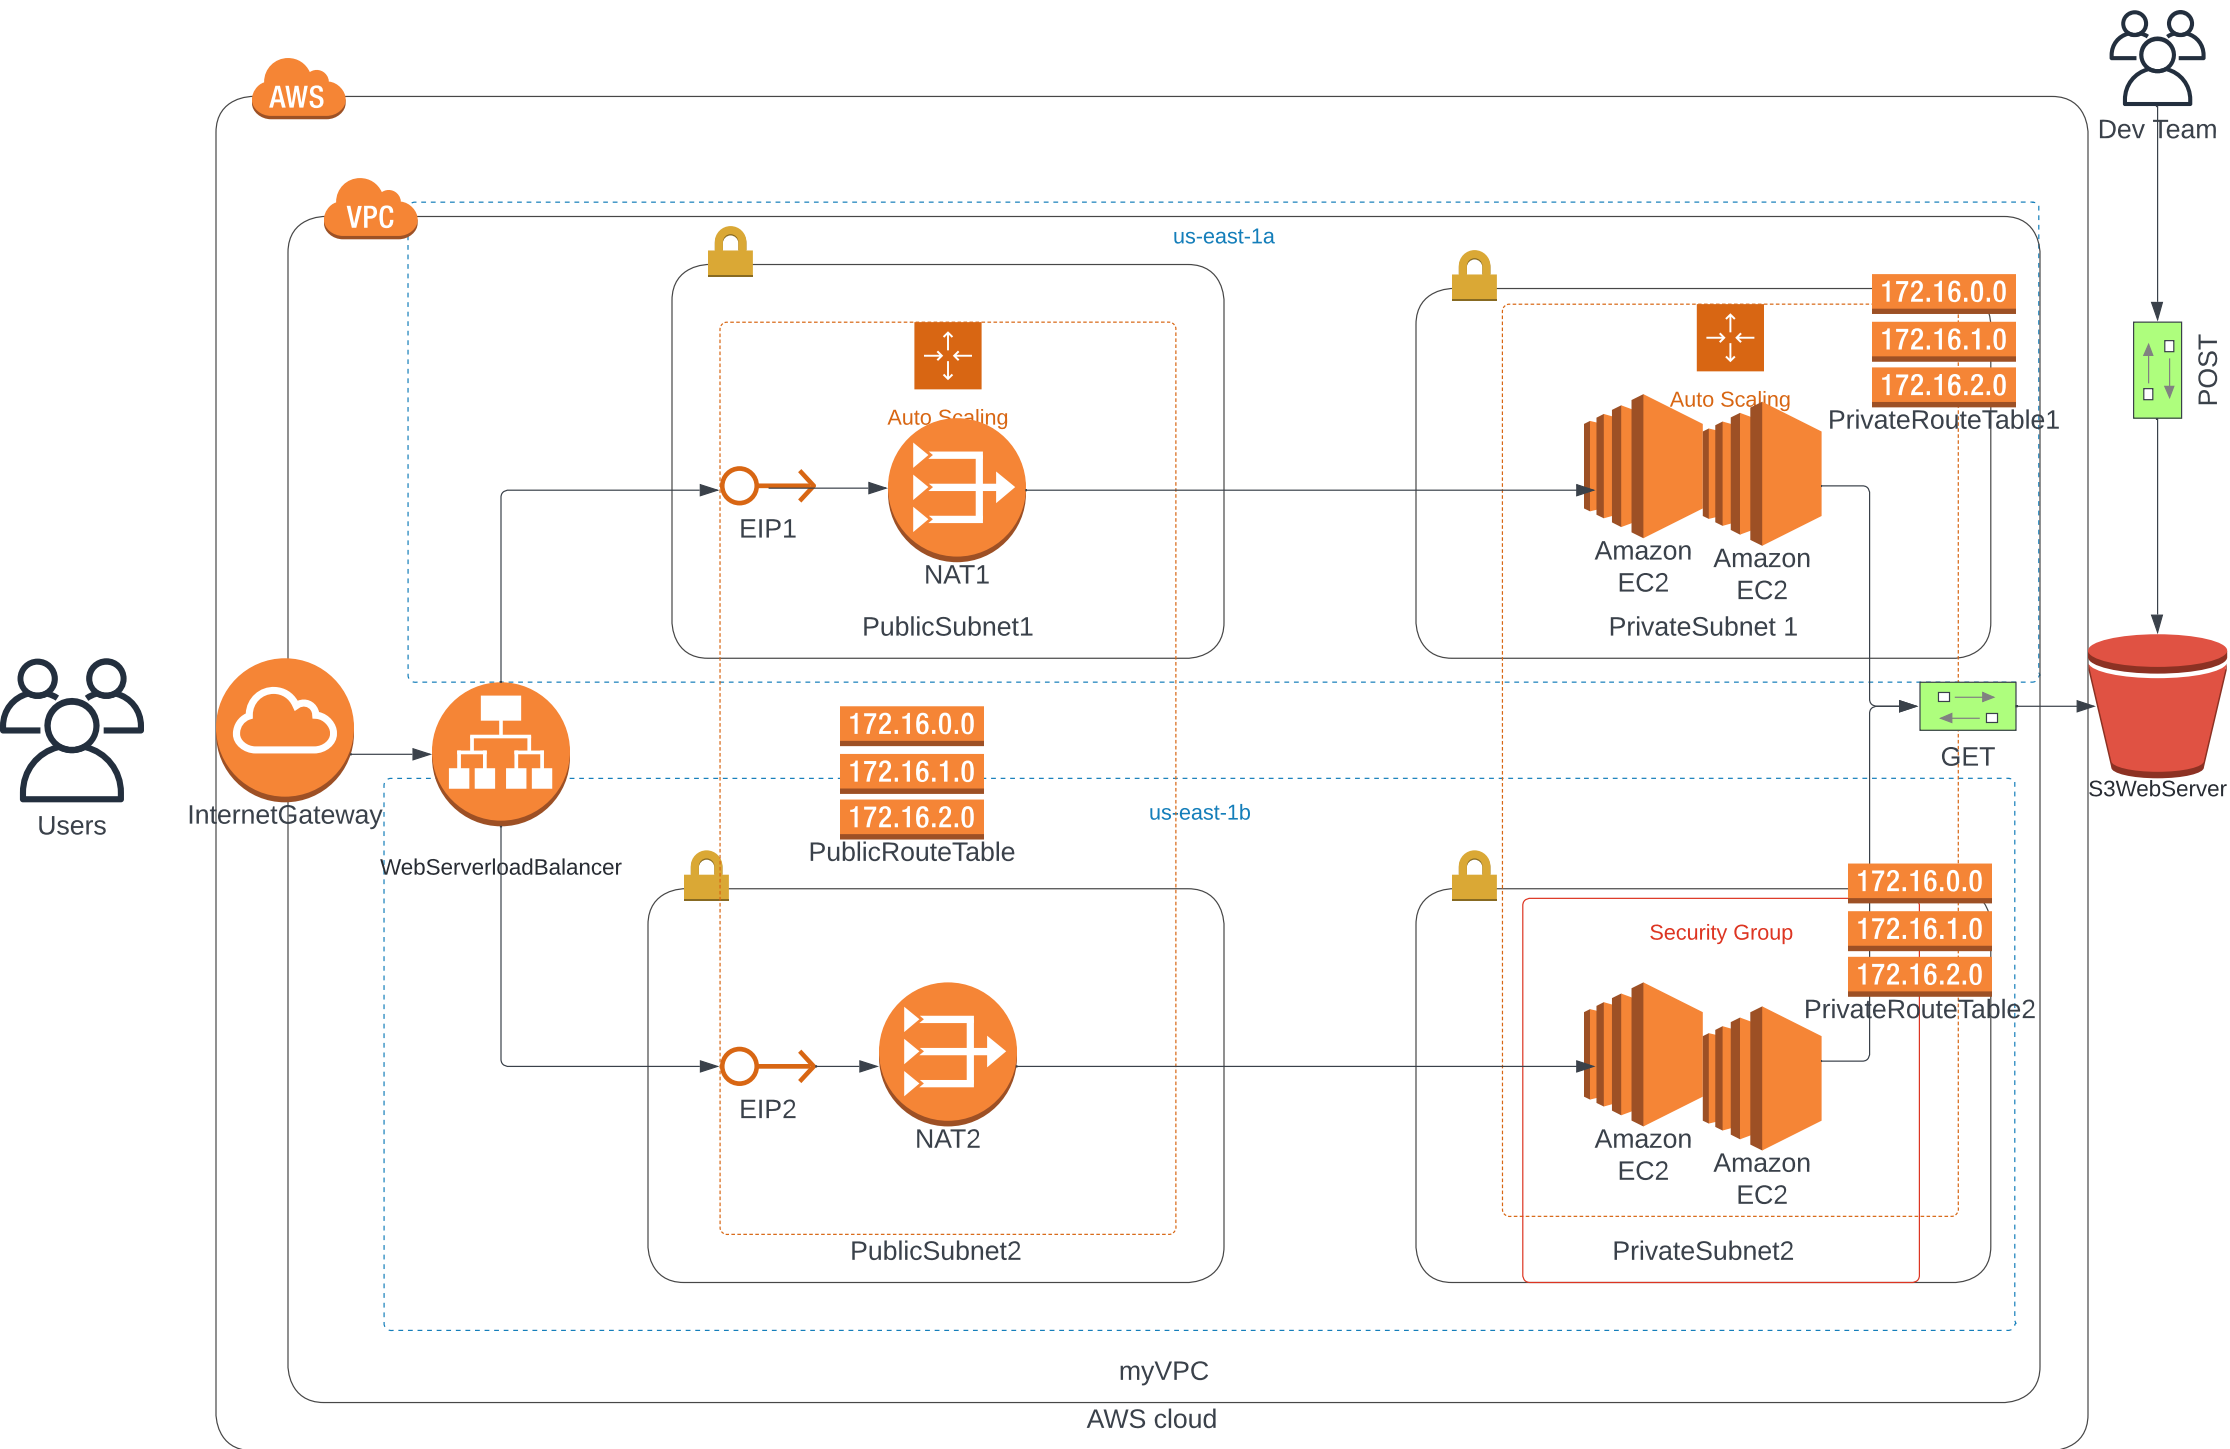 Dev Team
AWS
VPC
us-east-1a
172.16.0.0
172.16.1.0
172.16.2.0
PrivateRouteTable1
POST
Auto Scaling
Auto Scaling
EIP1
NAT1
Amazon
EC2
Amazon
EC2
PublicSubnet1
PrivateSubnet 1
Users
InternetGateway
WebServerloadBalancer
172.16.0.0
172.16.1.0
172.16.2.0
PublicRouteTable
us-east-1b
GET
S3WebServer
172.16.0.0
172.16.1.0
172.16.2.0
PrivateRouteTable2
Security Group
EIP2
NAT2
Amazon
EC2
Amazon
EC2
PublicSubnet2
PrivateSubnet2
myVPC
AWS cloud